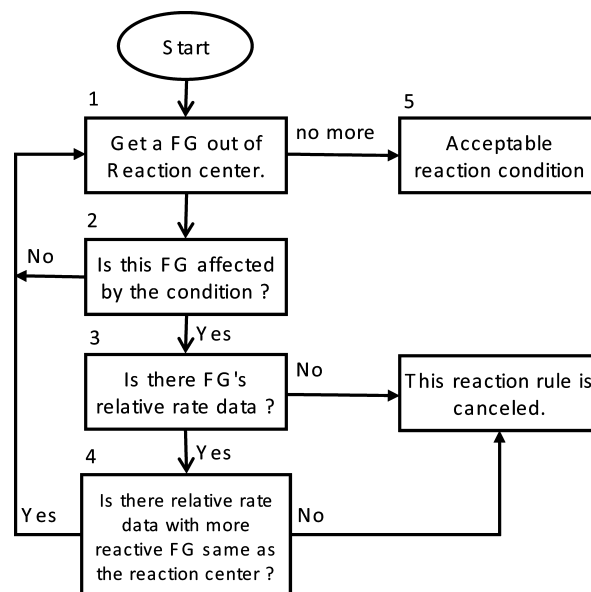 Start
1
Get a FG out of
Reaction center.
no more
5
Acceptable
reaction condition
2
Is this FG affected
by the condition ?
No
Yes
3
Is there FG's
relative rate data ?
No
This reaction rule is
canceled.
Yes
4
Is there relative rate
data with more
reactive FG same as
the reaction center ?
Yes
No